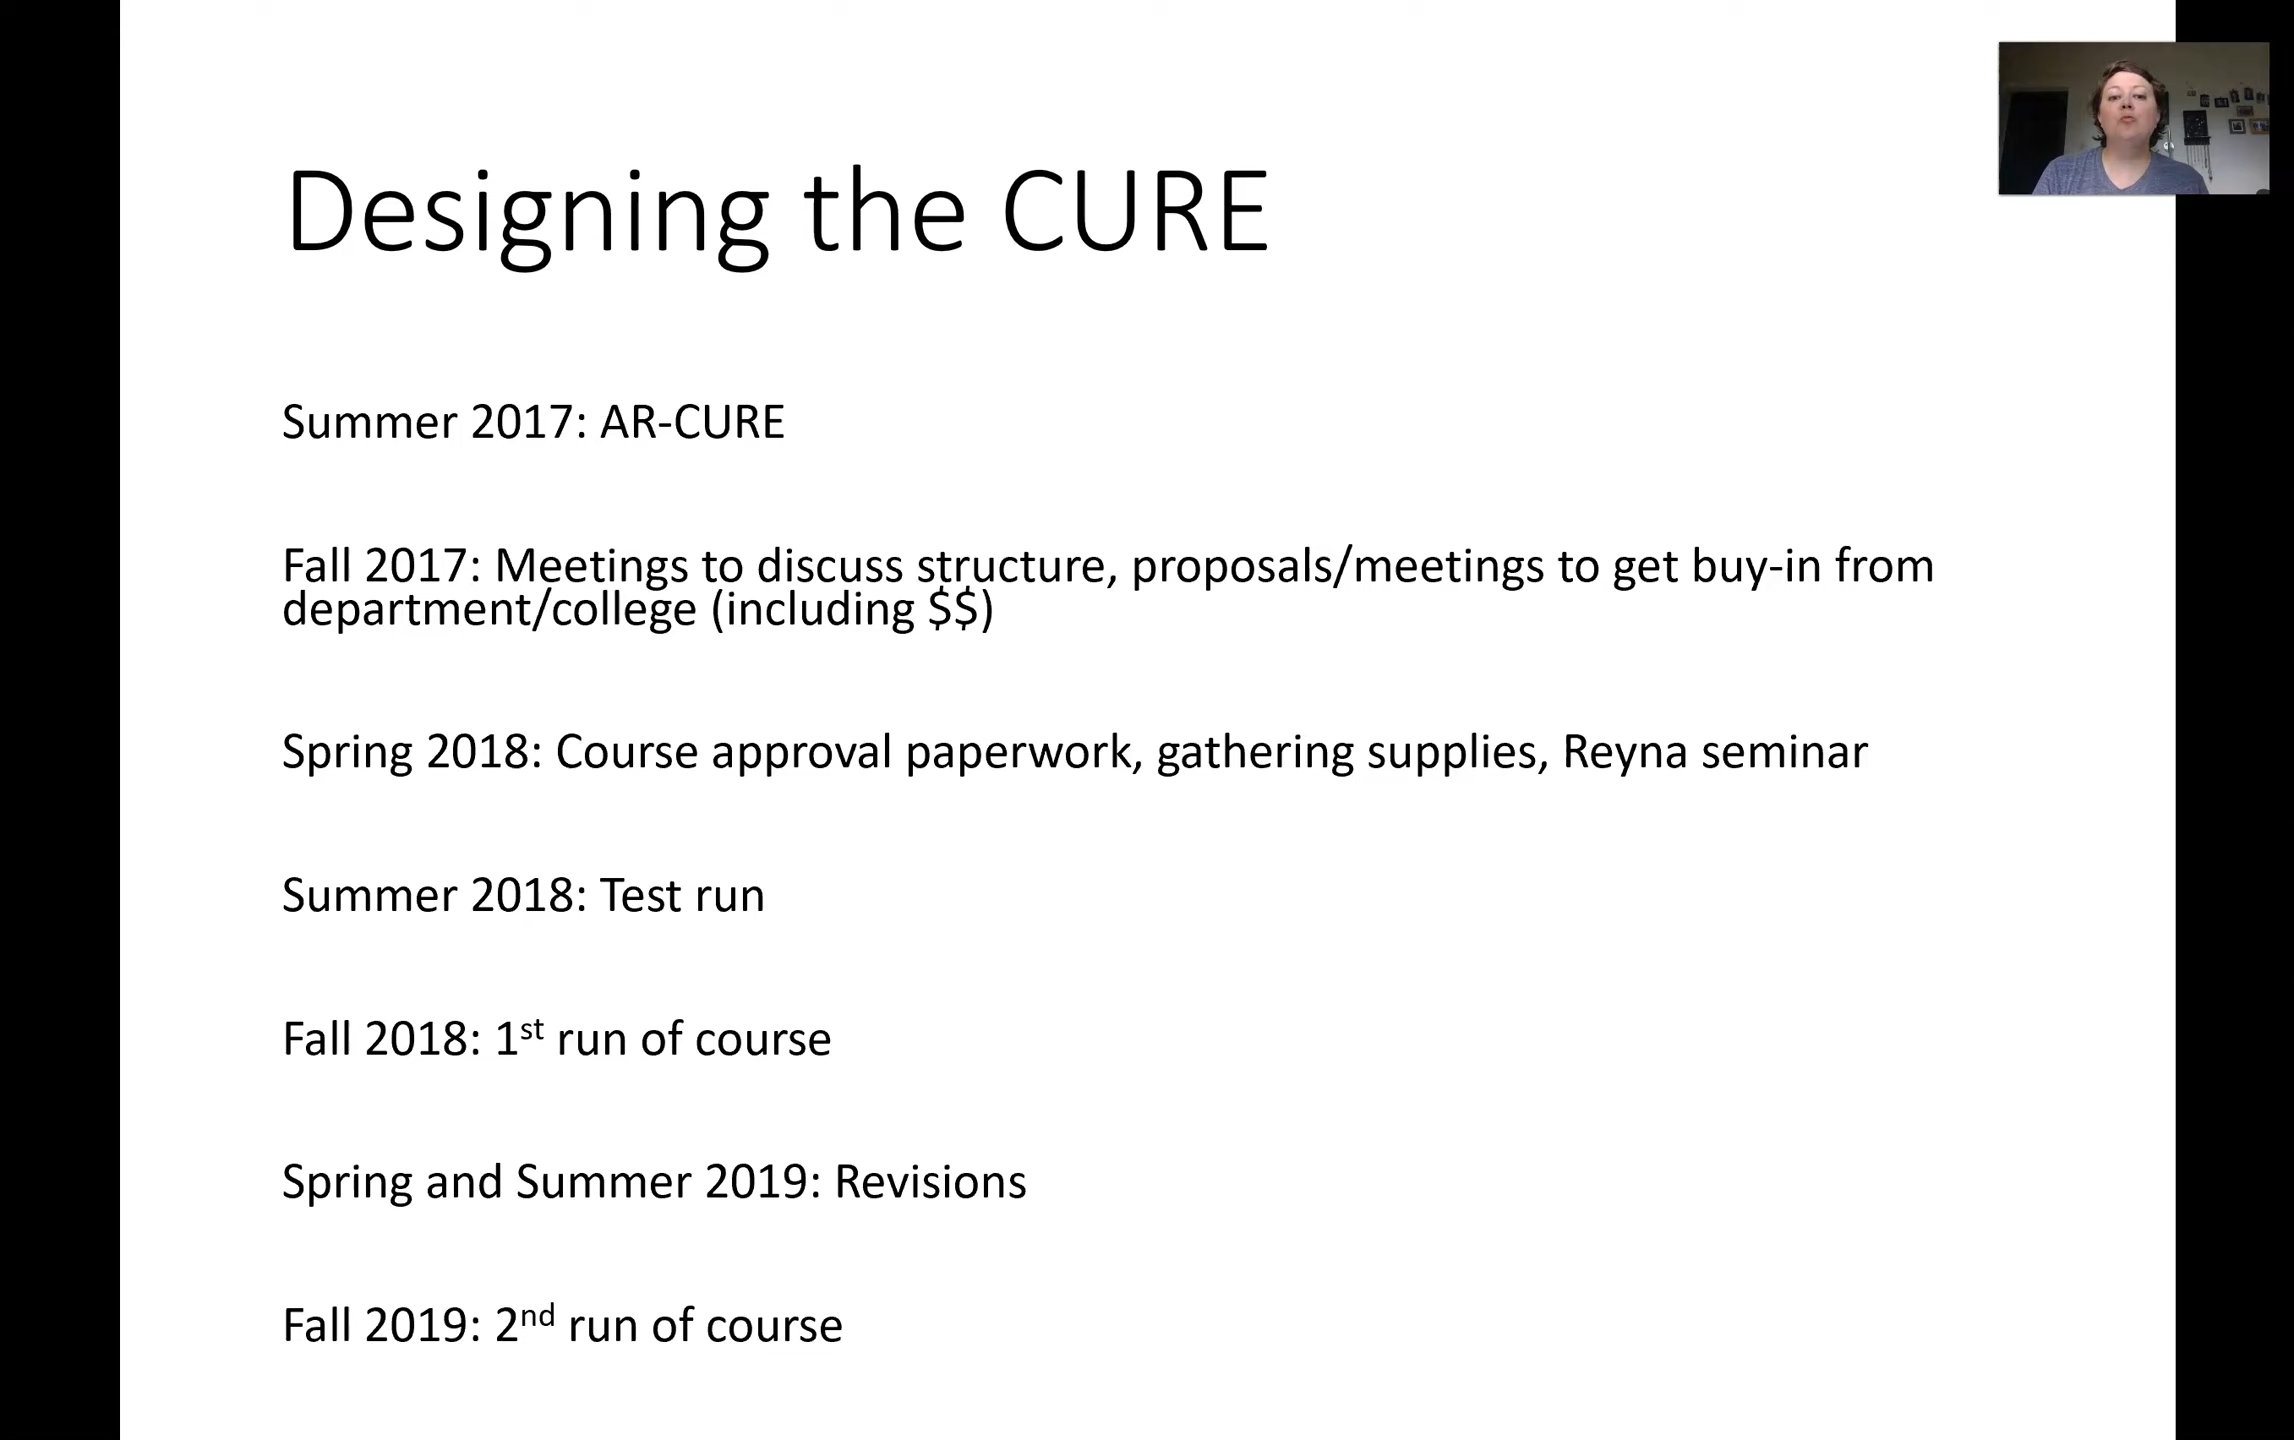 Designing the CURE
Summer 2017: AR-CURE
Fall 2017: Meetings to discuss structure, proposals/meetings to get buy-in from
department/college (including $$)
Spring 2018: Course approval paperwork, gathering supplies, Reyna seminar
Summer 2018: Test run
Fall 2018: 1st run of course
Spring and Summer 2019: Revisions
Fall 2019: 2nd run of course